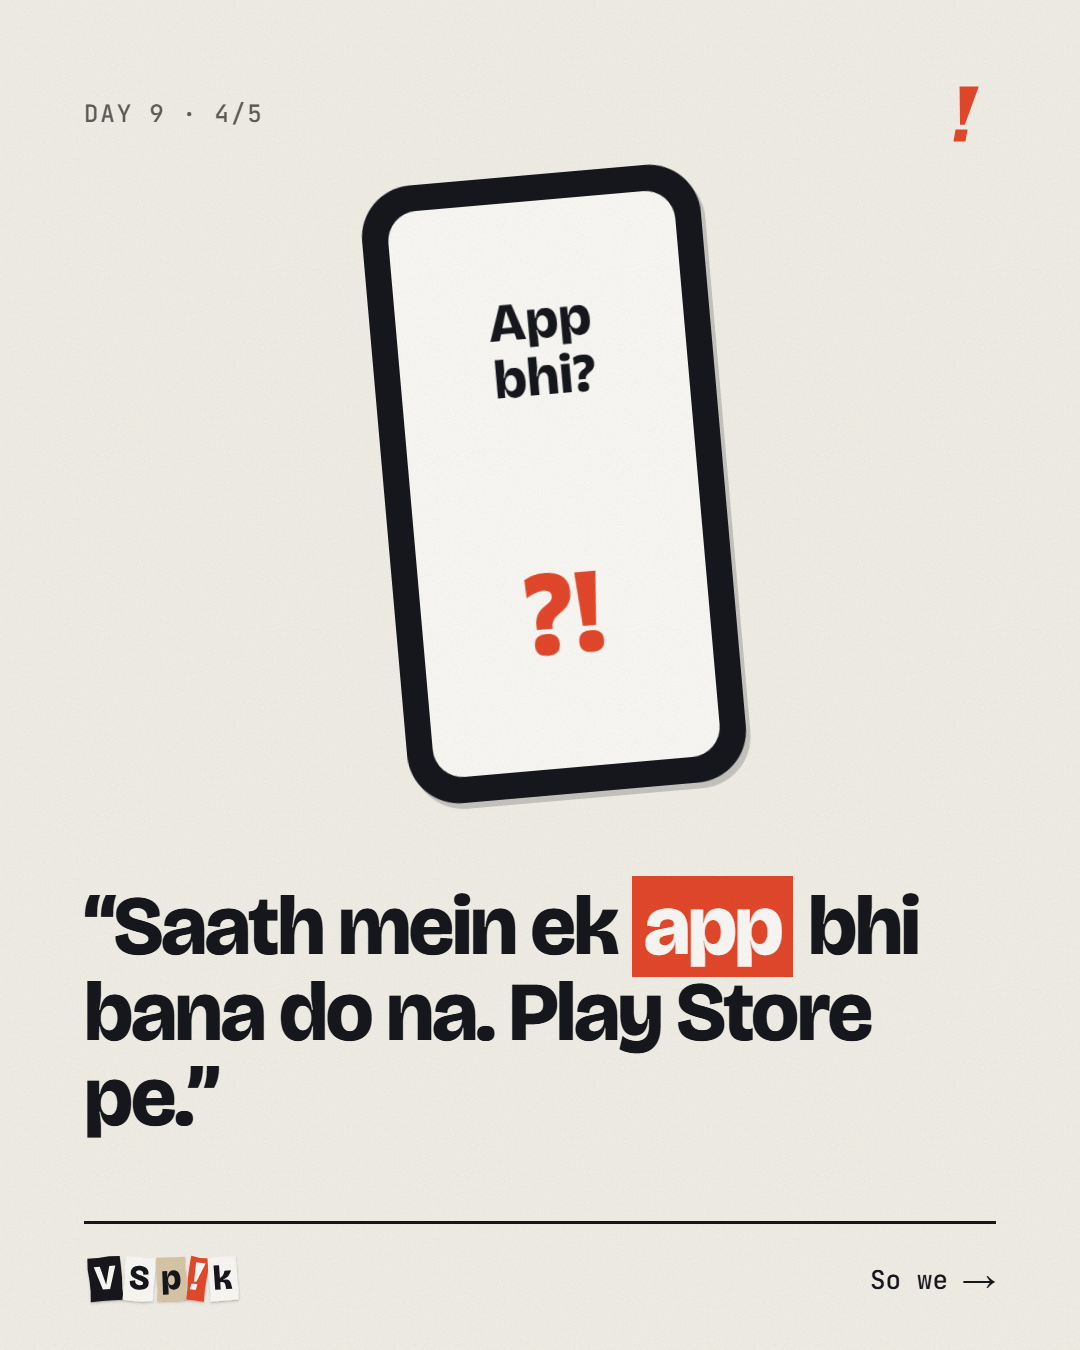 DAY 9 · 4/5
!
App
bhi?
?!
“Saath mein ek app bhi
bana do na. Play Store
pe.”
VSp!k
So we →